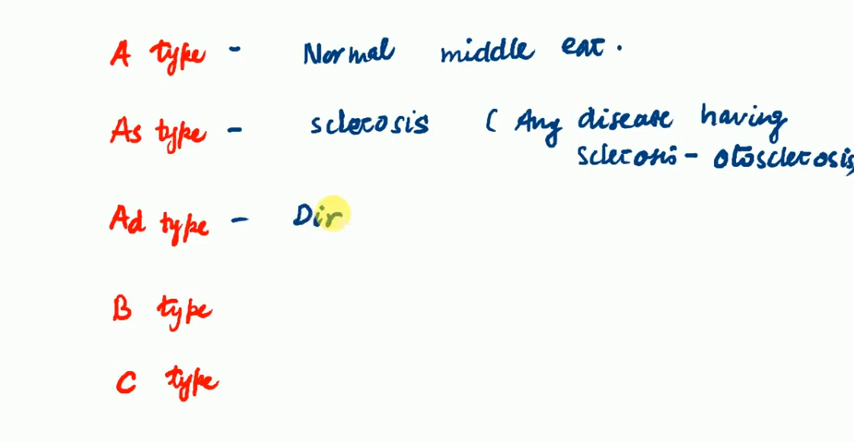 A type - Normal middle ear.
As type - sclerosis ( Any disease having
sclerosis - otosclerosis,
Ad type - Dir
B type
C type